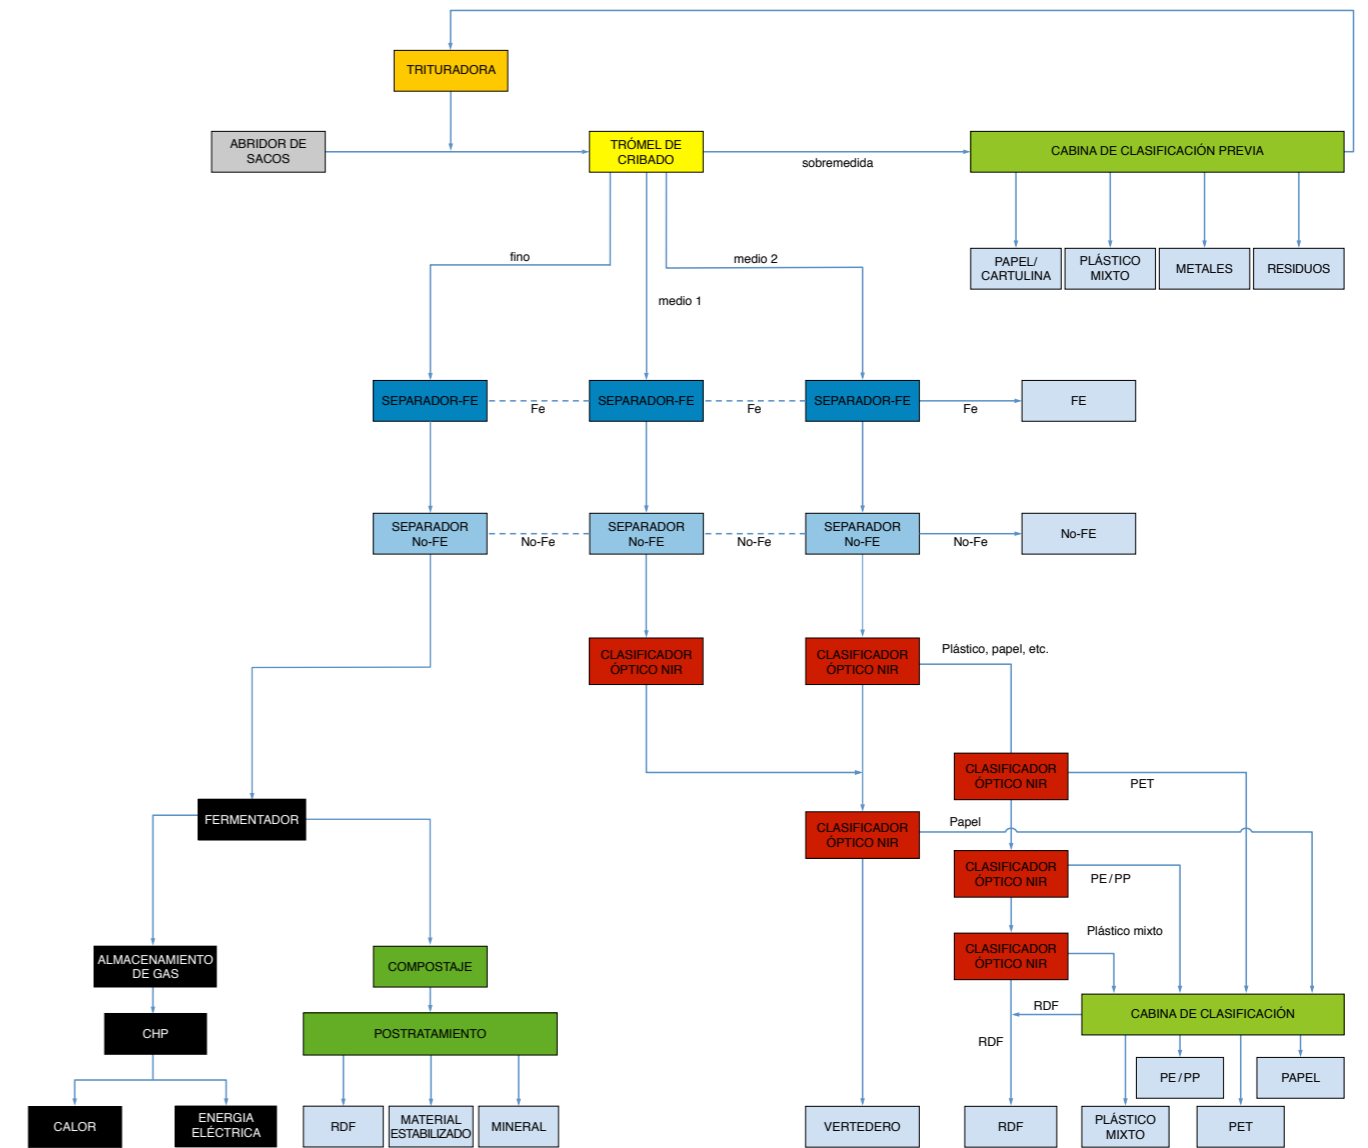 TRITURADORA
ABRIDOR DE
SACOS
TRÓMEL DE
CRIBADO
sobremedida
CABINA DE CLASIFICACIÓN PREVIA
PAPEL/
CARTULINA
PLÁSTICO
MIXTO
METALES
RESIDUOS
fino
medio 2
medio 1
SEPARADOR-FE
Fe
SEPARADOR-FE
Fe
SEPARADOR-FE
Fe
FE
SEPARADOR
No-FE
No-Fe
SEPARADOR
No-FE
No-Fe
SEPARADOR
No-FE
No-Fe
No-FE
CLASIFICADOR
ÓPTICO NIR
CLASIFICADOR
ÓPTICO NIR
Plástico, papel, etc.
CLASIFICADOR
ÓPTICO NIR
PET
FERMENTADOR
CLASIFICADOR
ÓPTICO NIR
Papel
CLASIFICADOR
ÓPTICO NIR
PE/PP
Plástico mixto
CLASIFICADOR
ÓPTICO NIR
ALMACENAMIENTO
DE GAS
COMPOSTAJE
RDF
CABINA DE CLASIFICACIÓN
CHP
POSTRATAMIENTO
RDF
PE/PP
PAPEL
CALOR
ENERGIA
ELÉCTRICA
RDF
MATERIAL
ESTABILIZADO
MINERAL
VERTEDERO
RDF
PLÁSTICO
MIXTO
PET